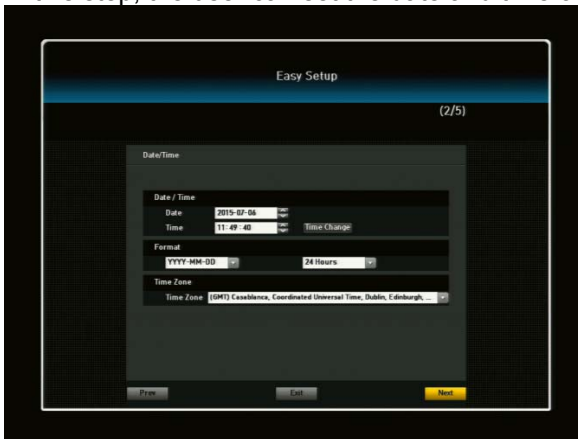 Easy Setup
(2/5)
Date/Time
Date / Time
Date 2015-07-06
Time 11:49:40 Time Change
Format
YYYY-MM-DD 24 Hours
Time Zone
Time Zone (GMT) Casablanca, Coordinated Universal Time, Dublin, Edinburgh, ...
Prev Exit Next